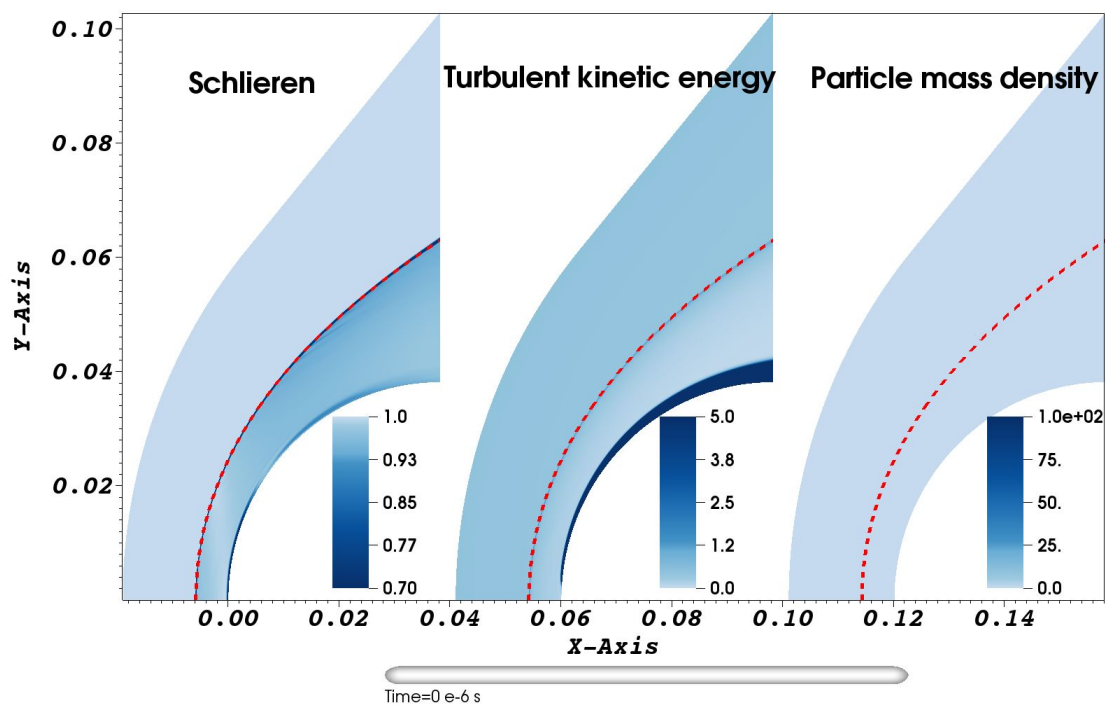 Schlieren
Turbulent kinetic energy
Particle mass density
0.10
0.08
0.06
0.04
0.02
Y-Axis
1.0
0.93
0.85
0.77
0.70
5.0
3.8
2.5
1.2
0.0
1.0e+02
75.
50.
25.
0.0
0.00 0.02 0.04 0.06 0.08 0.10 0.12 0.14
X-Axis
Time=0 e-6 s